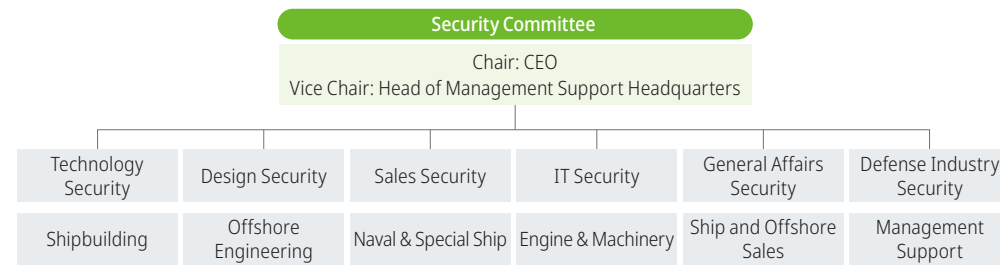 Security Committee
Chair: CEO
Vice Chair: Head of Management Support Headquarters
Technology
Security
Design Security
Sales Security
IT Security
General Affairs
Security
Defense Industry
Security
Shipbuilding
Offshore
Engineering
Naval & Special Ship
Engine & Machinery
Ship and Offshore
Sales
Management
Support